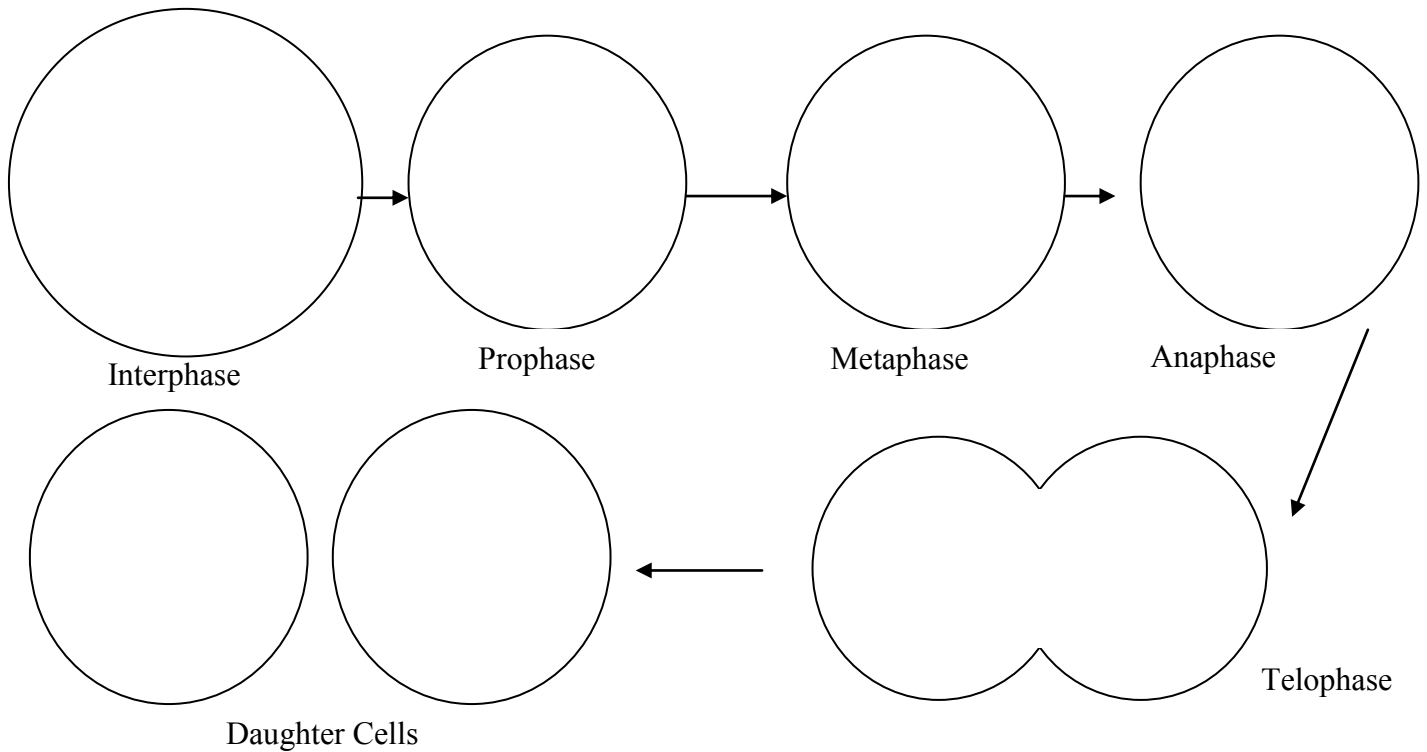 Interphase
Prophase
Metaphase
Anaphase
Telophase
Daughter Cells